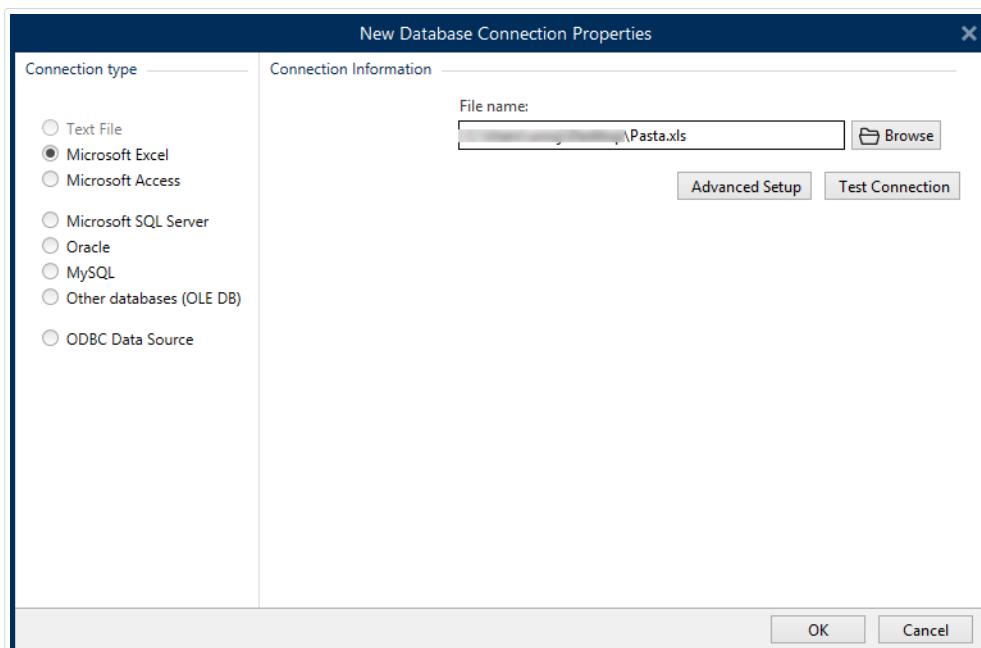 New Database Connection Properties
Connection type
Connection Information
File name:
\Pasta.xls
Browse
Text File
Microsoft Excel
Microsoft Access
Advanced Setup
Test Connection
Microsoft SQL Server
Oracle
MySQL
Other databases (OLE DB)
ODBC Data Source
OK
Cancel